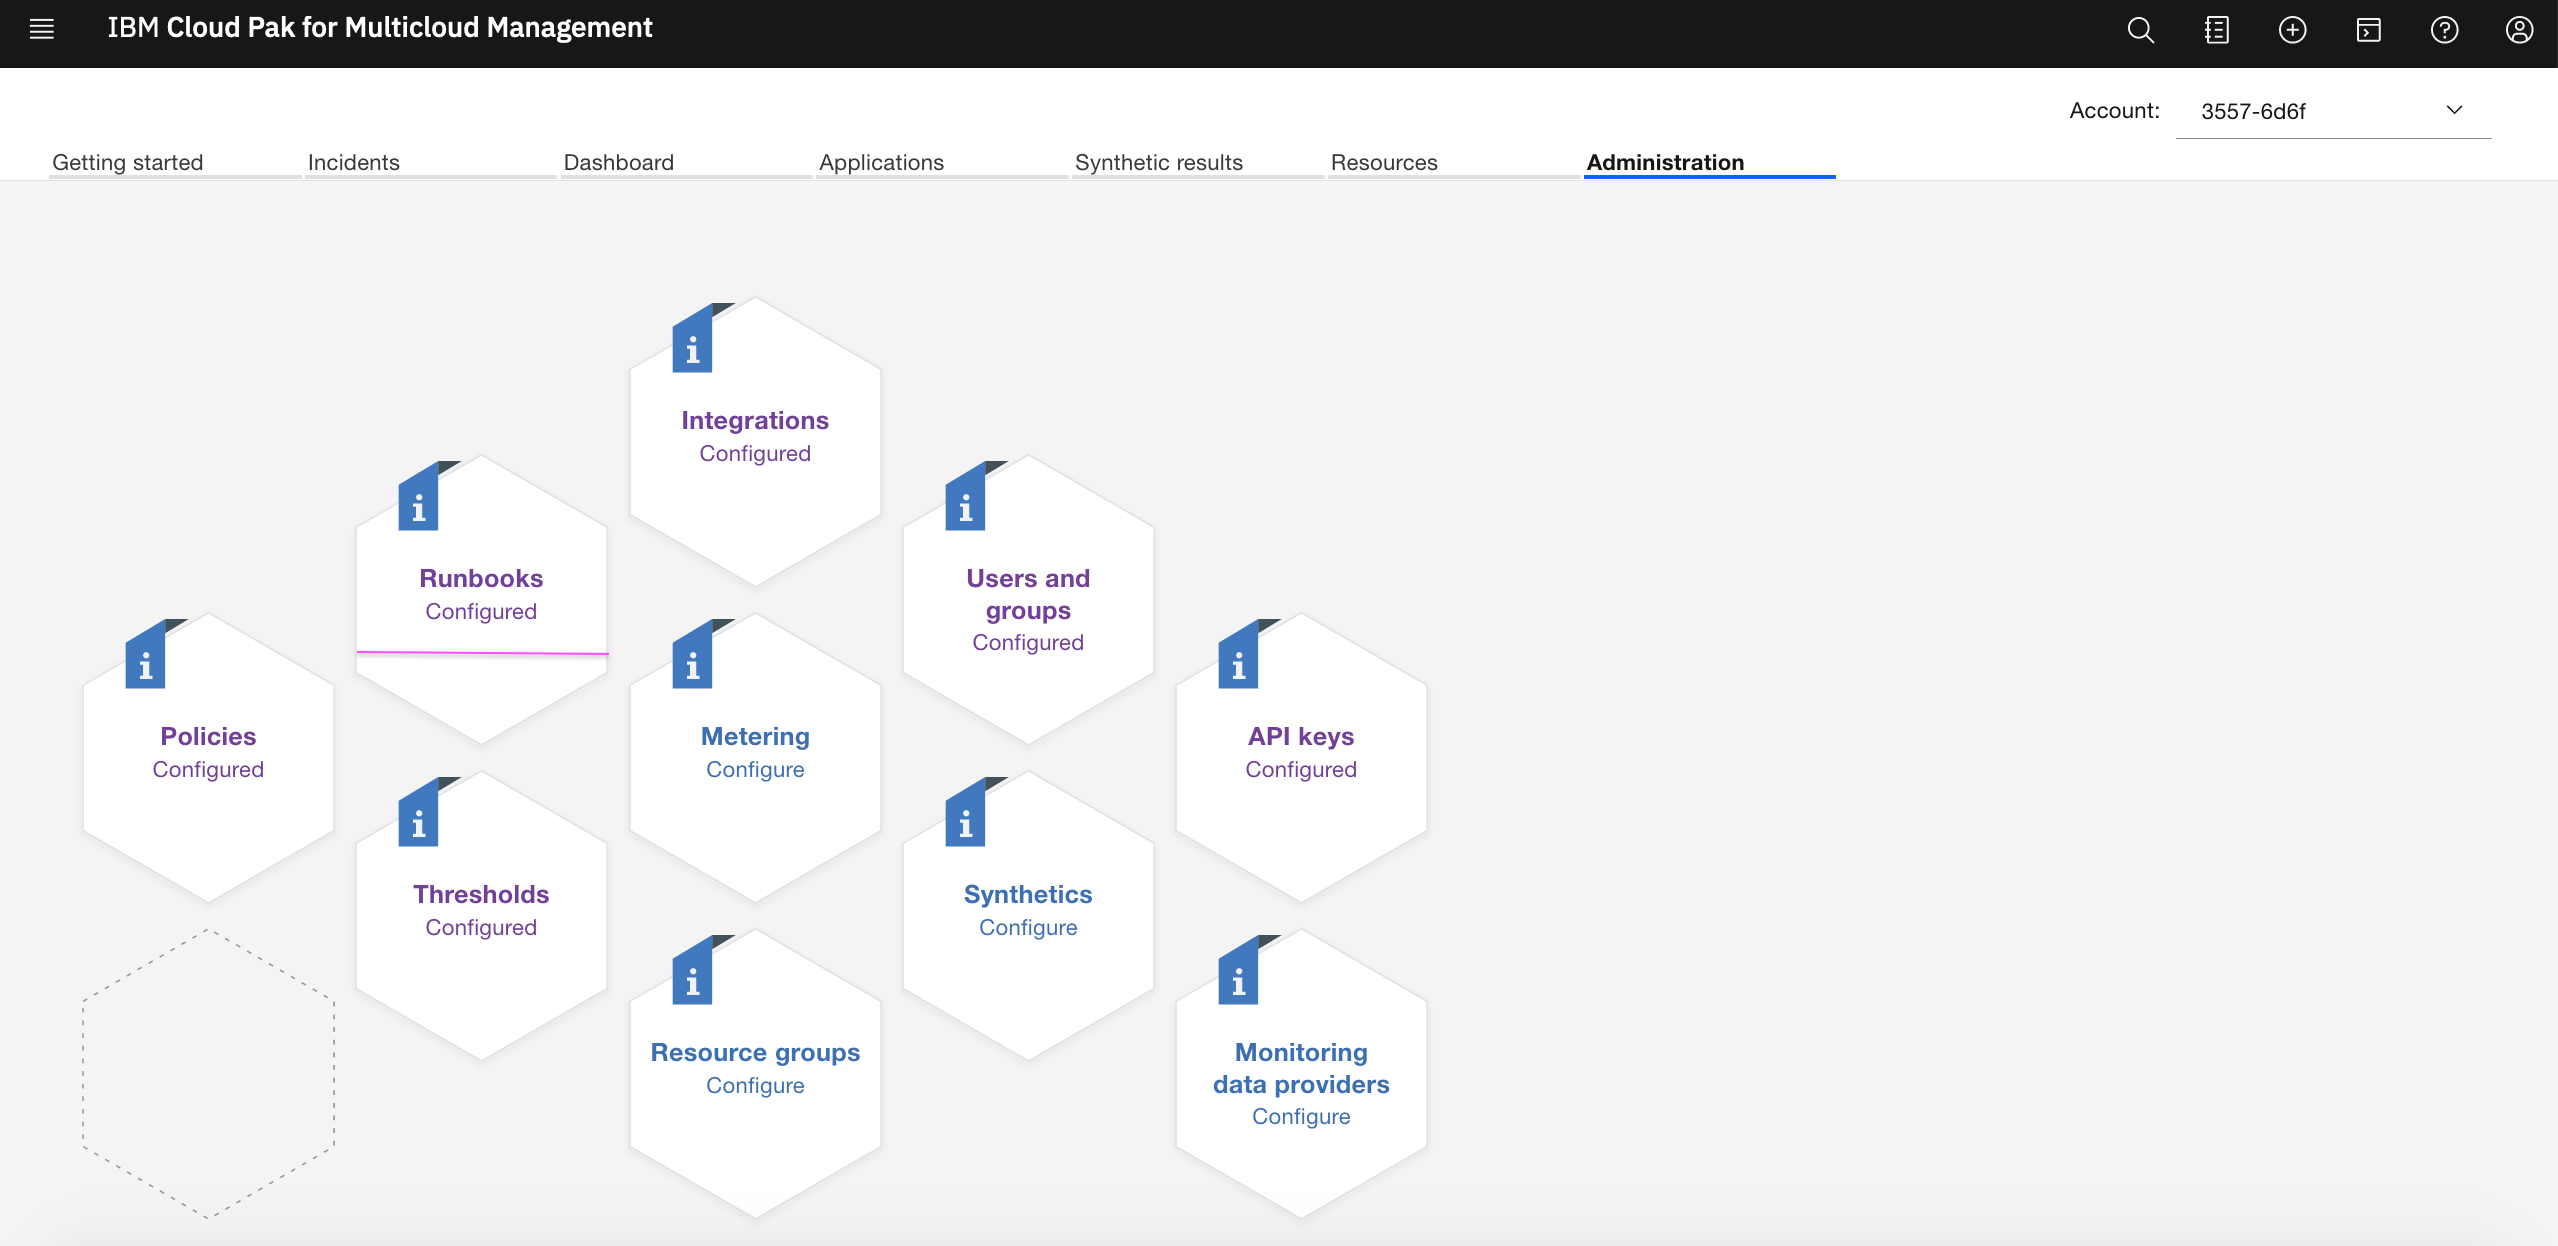 IBM Cloud Pak for Multicloud Management
Account: 3557-6d6f
Getting started Incidents Dashboard Applications Synthetic results Resources Administration
Integrations
Configured
Runbooks
Configured
Users and
groups
Configured
Policies
Configured
Metering
Configure
API keys
Configured
Thresholds
Configured
Synthetics
Configure
Resource groups
Configure
Monitoring
data providers
Configure